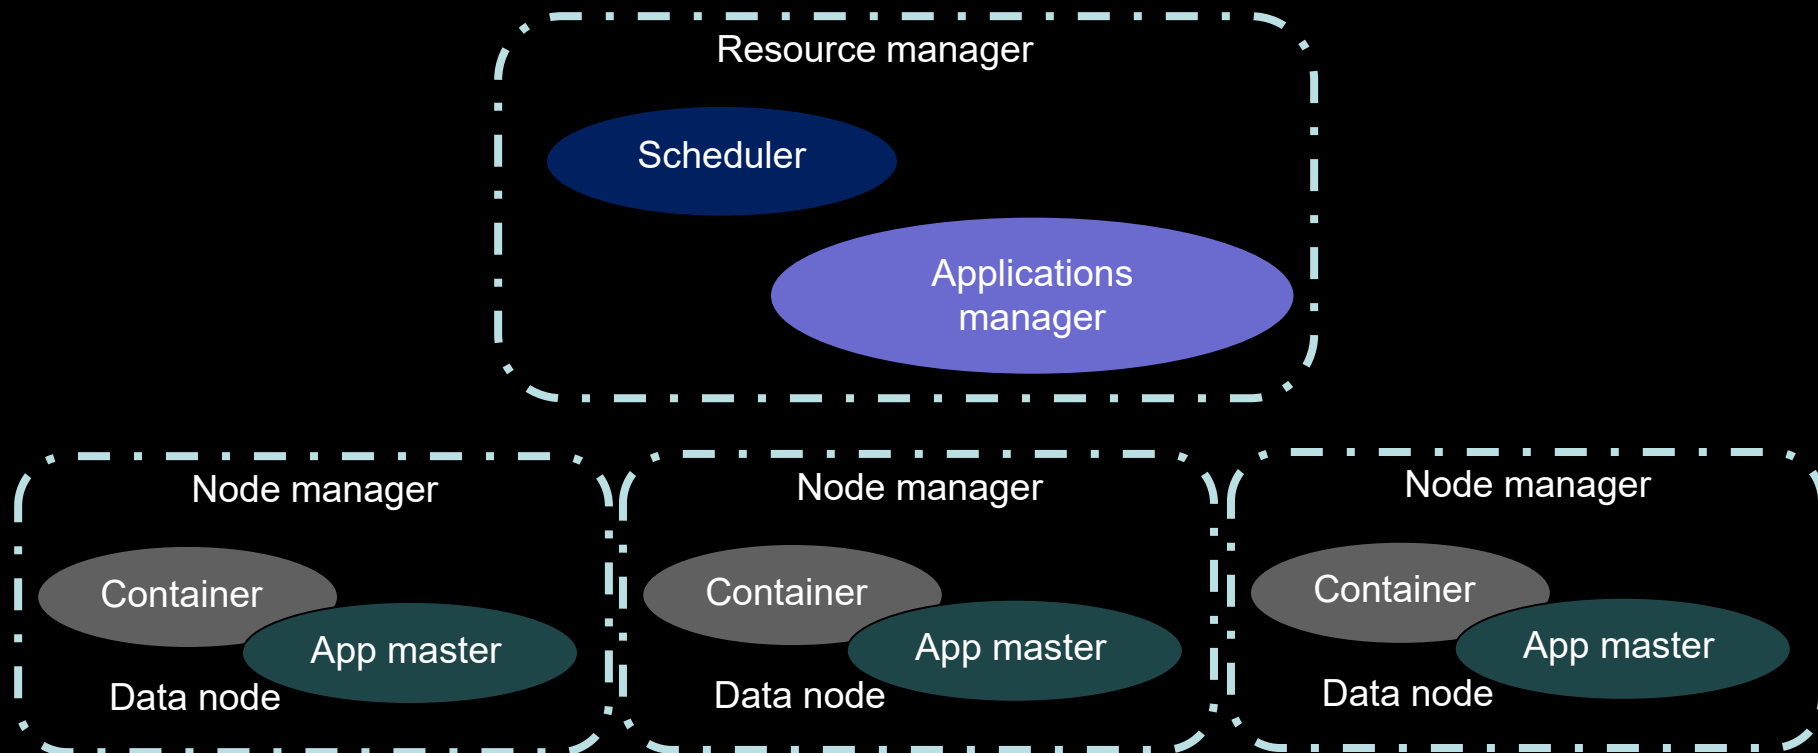 Resource manager
Scheduler
Applications
manager
Node manager
Container
App master
Data node
Node manager
Container
App master
Data node
Node manager
Container
App master
Data node